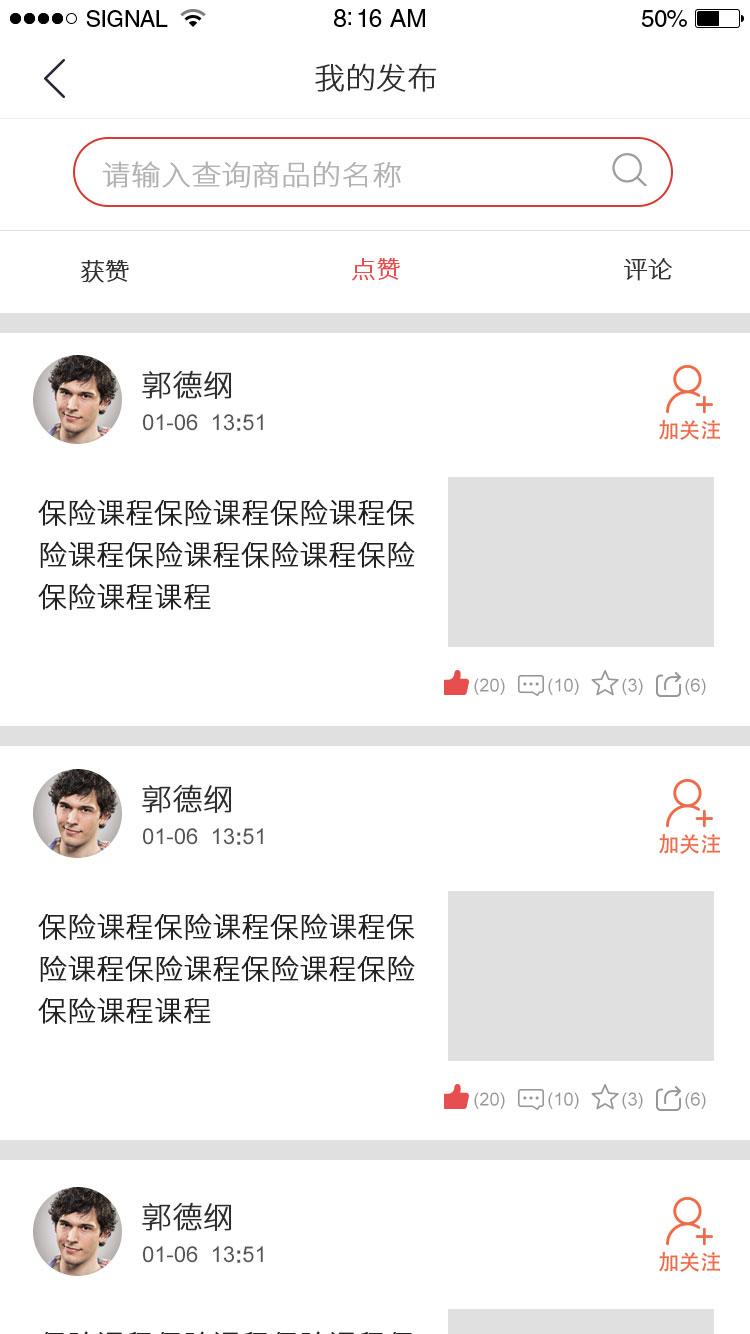 SIGNAL 8:16 AM 50%
我的发布
请输入查询商品的名称
获赞 点赞 评论
郭德纲
01-06 13:51
加关注
保险课程保险课程保险课程保
险课程保险课程保险课程保险
保险课程课程
(20) (10) (3) (6)
郭德纲
01-06 13:51
加关注
保险课程保险课程保险课程保
险课程保险课程保险课程保险
保险课程课程
(20) (10) (3) (6)
郭德纲
01-06 13:51
加关注